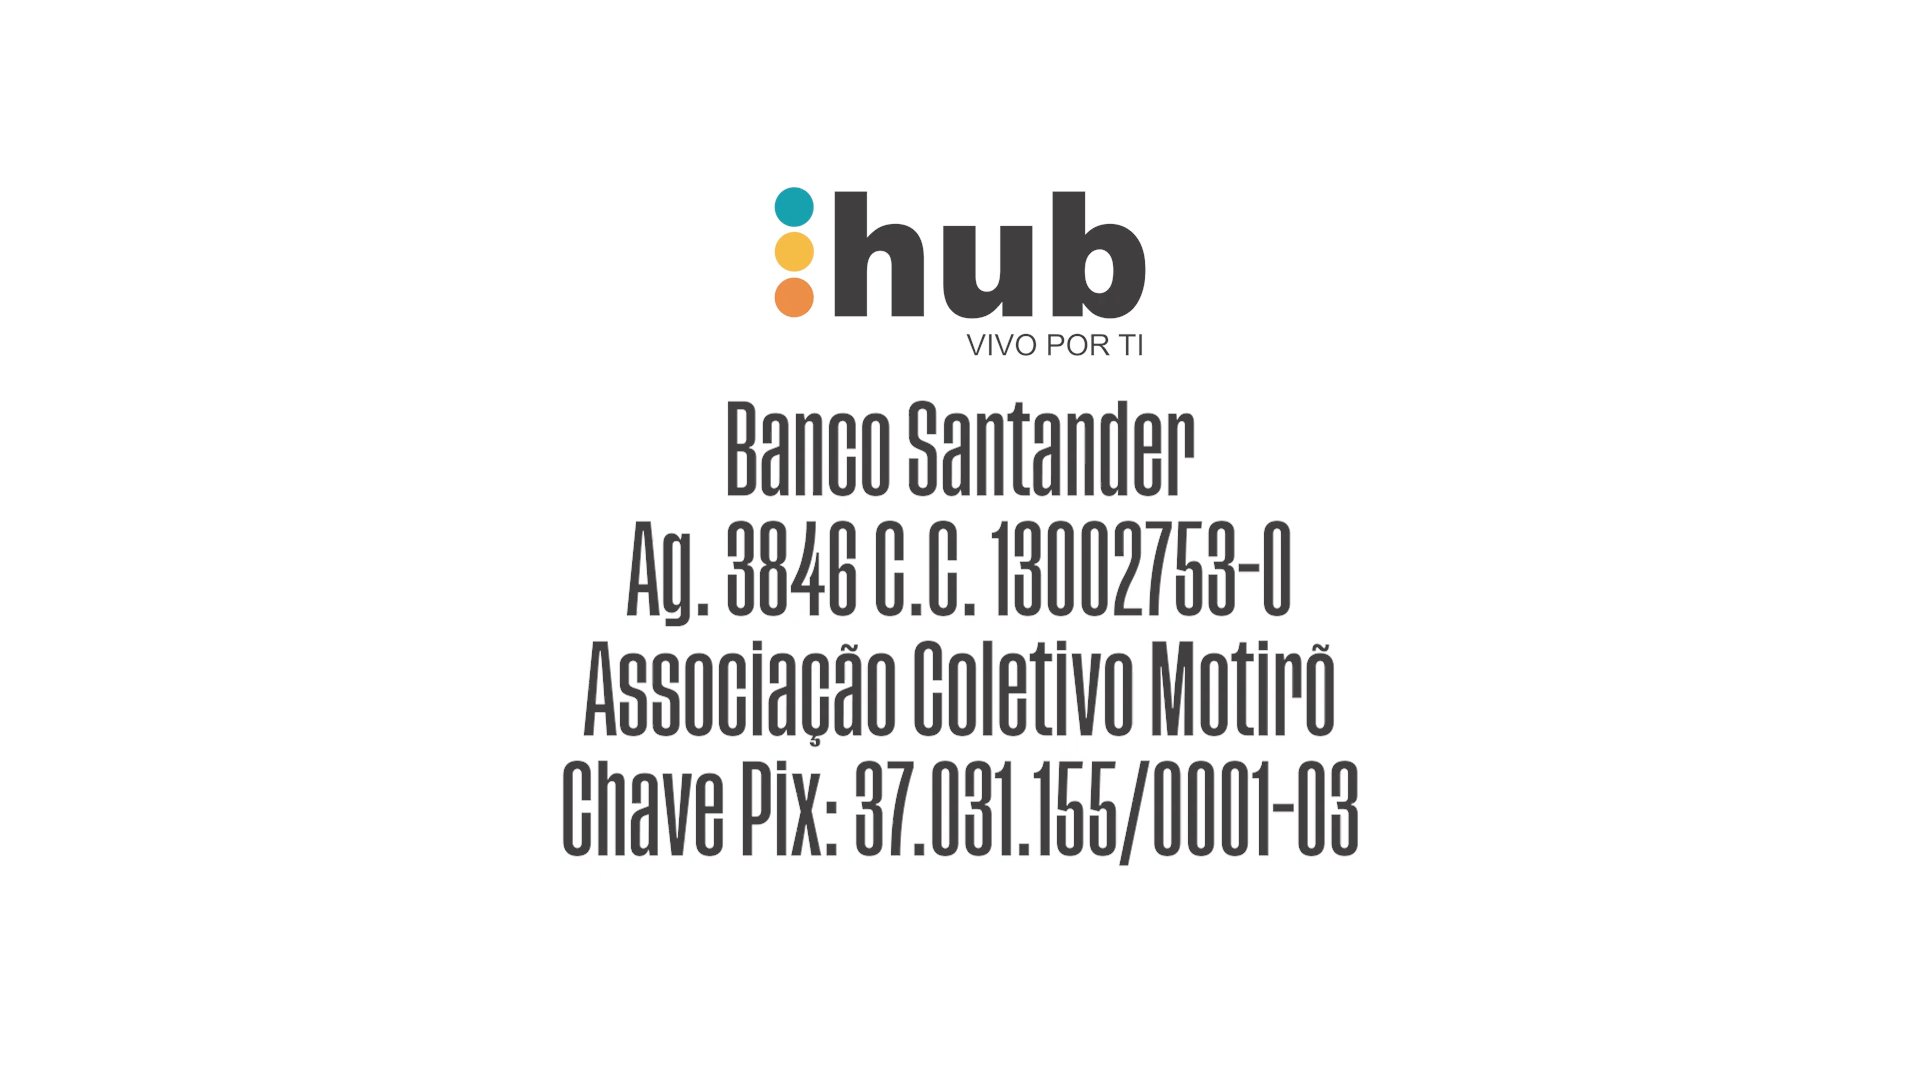 hub
VIVO POR TI
Banco Santander
Ag. 3846 C.C. 13002753-0
Associação Coletivo Motirõ
Chave Pix: 37.031.155/0001-03